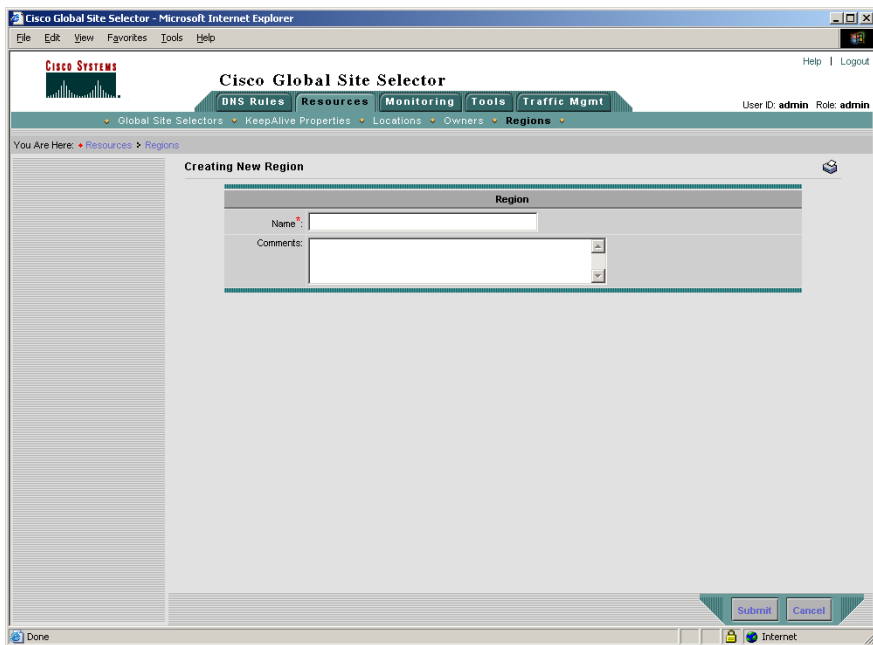 Cisco Global Site Selector - Microsoft Internet Explorer
File Edit View Favorites Tools Help
CISCO SYSTEMS
Help | Logout
Cisco Global Site Selector
DNS Rules Resources Monitoring Tools Traffic Mgmt
User ID: admin Role: admin
Global Site Selectors KeepAlive Properties Locations Owners Regions
You Are Here: Resources Regions
Creating New Region
Region
Name*:
Comments:
Submit Cancel
Done Internet